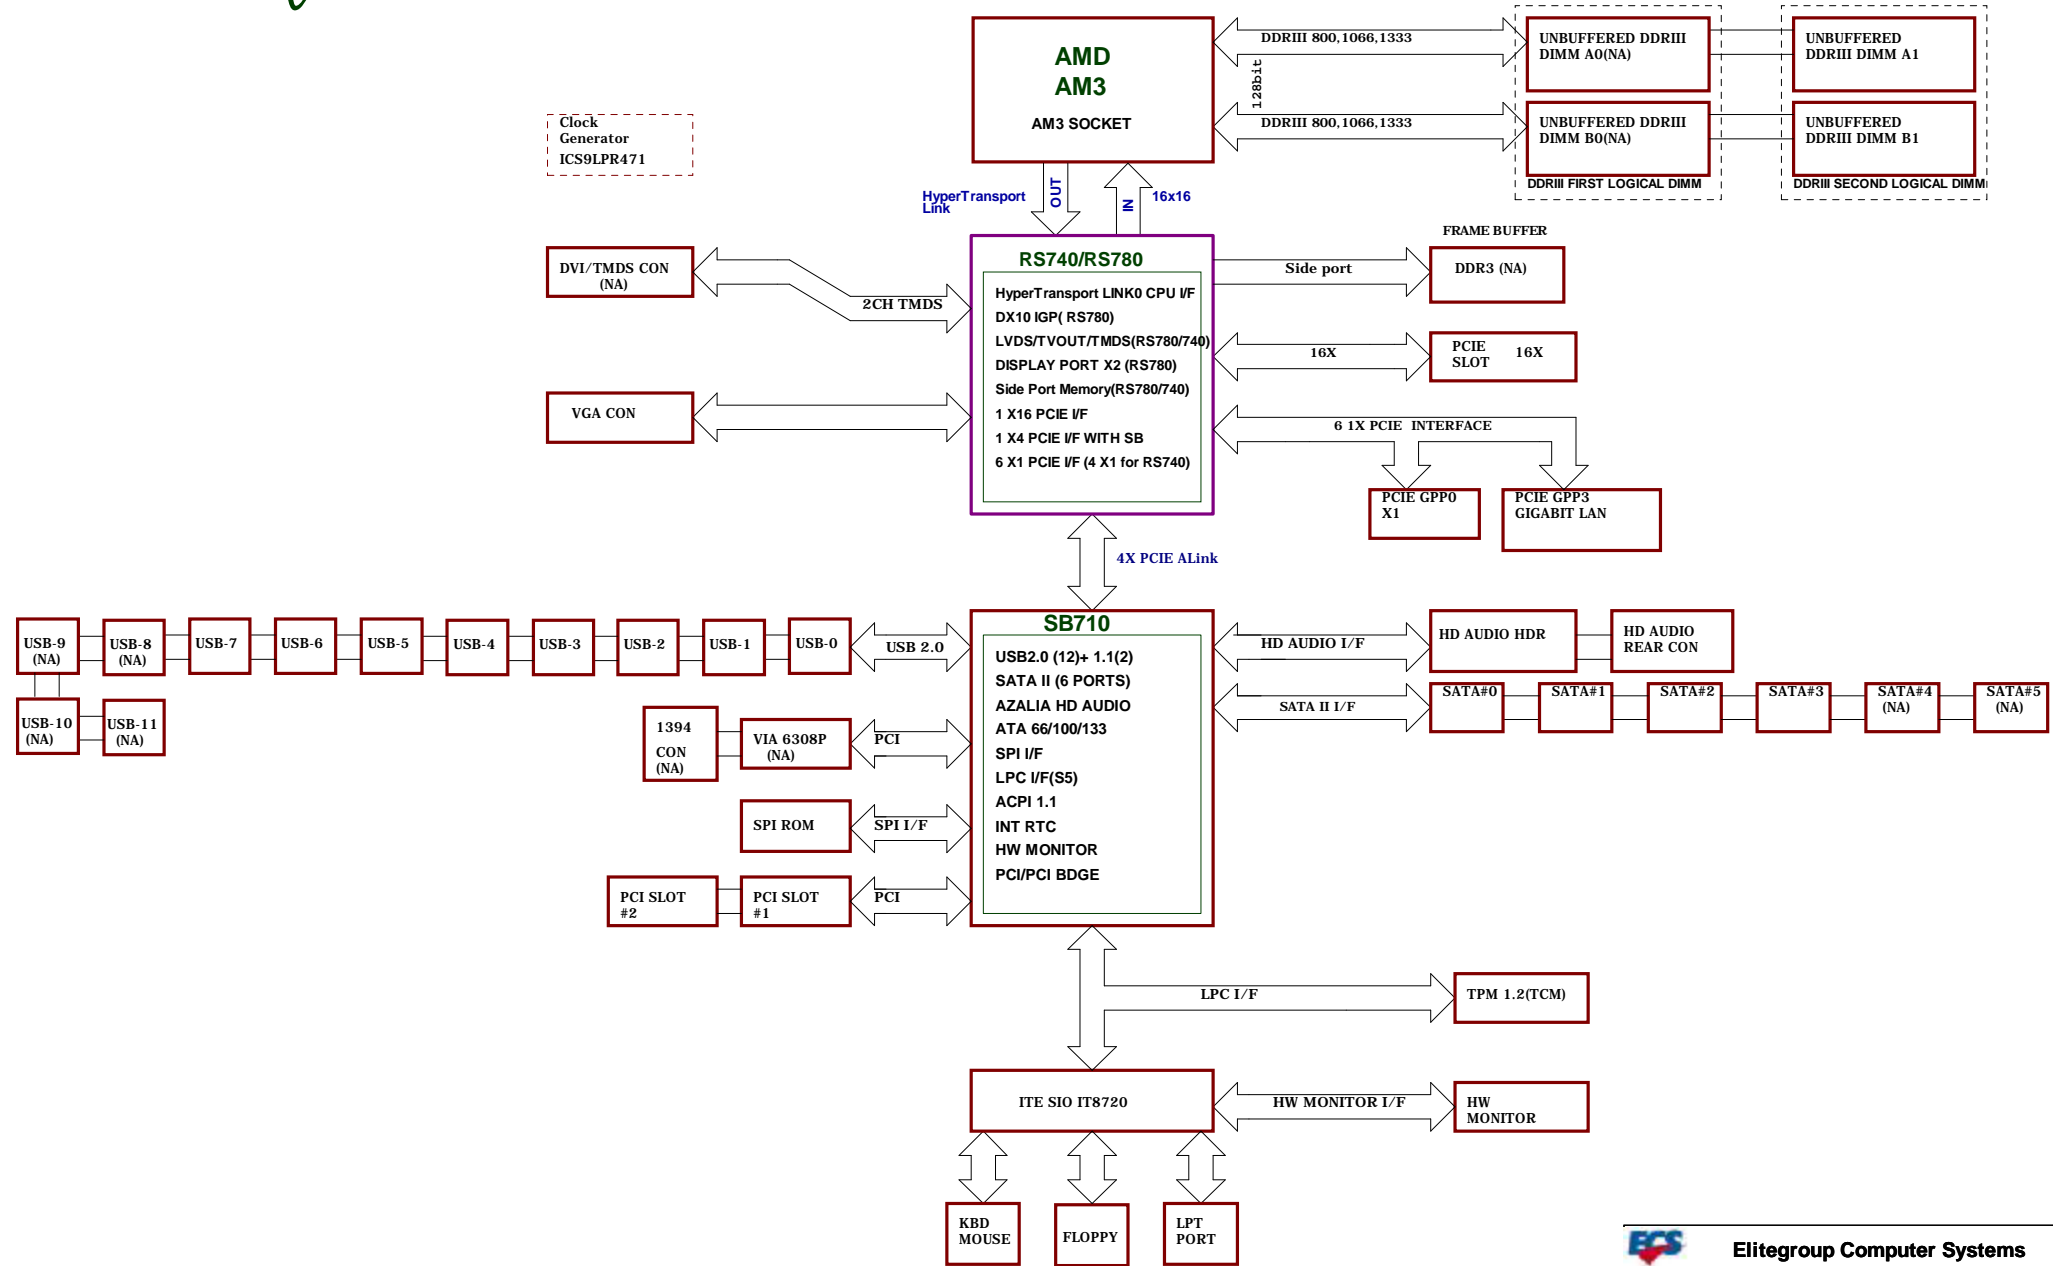 AMD
AM3
AM3 SOCKET
DDRIII 800,1066,1333
128bit
DDRIII 800,1066,1333
UNBUFFERED DDRIII
DIMM A0(NA)
UNBUFFERED
DDRIII DIMM A1
UNBUFFERED DDRIII
DIMM B0(NA)
UNBUFFERED
DDRIII DIMM B1
DDRIII FIRST LOGICAL DIMM
DDRIII SECOND LOGICAL DIMM
Clock
Generator
ICS9LPR471
HyperTransport
Link
OUT
IN
16x16
DVI/TMDS CON
(NA)
2CH TMDS
VGA CON
RS740/RS780
HyperTransport LINK0 CPU I/F
DX10 IGP( RS780)
LVDS/TVOUT/TMDS(RS780/740)
DISPLAY PORT X2 (RS780)
Side Port Memory(RS780/740)
1 X16 PCIE I/F
1 X4 PCIE I/F WITH SB
6 X1 PCIE I/F (4 X1 for RS740)
FRAME BUFFER
Side port
DDR3 (NA)
16X
PCIE 16X
SLOT
6 1X PCIE INTERFACE
PCIE GPP0
X1
PCIE GPP3
GIGABIT LAN
4X PCIE ALink
USB-9
(NA)
USB-8
(NA)
USB-7
USB-6
USB-5
USB-4
USB-3
USB-2
USB-1
USB-0
USB 2.0
USB-10
(NA)
USB-11
(NA)
1394
CON
(NA)
VIA 6308P
(NA)
PCI
SPI ROM
SPI I/F
PCI SLOT
#2
PCI SLOT
#1
PCI
SB710
USB2.0 (12)+ 1.1(2)
SATA II (6 PORTS)
AZALIA HD AUDIO
ATA 66/100/133
SPI I/F
LPC I/F(S5)
ACPI 1.1
INT RTC
HW MONITOR
PCI/PCI BDGE
HD AUDIO I/F
HD AUDIO HDR
HD AUDIO
REAR CON
SATA II I/F
SATA#0
SATA#1
SATA#2
SATA#3
SATA#4
(NA)
SATA#5
(NA)
LPC I/F
TPM 1.2(TCM)
ITE SIO IT8720
HW MONITOR I/F
HW
MONITOR
KBD
MOUSE
FLOPPY
LPT
PORT
ECS
Elitegroup Computer Systems